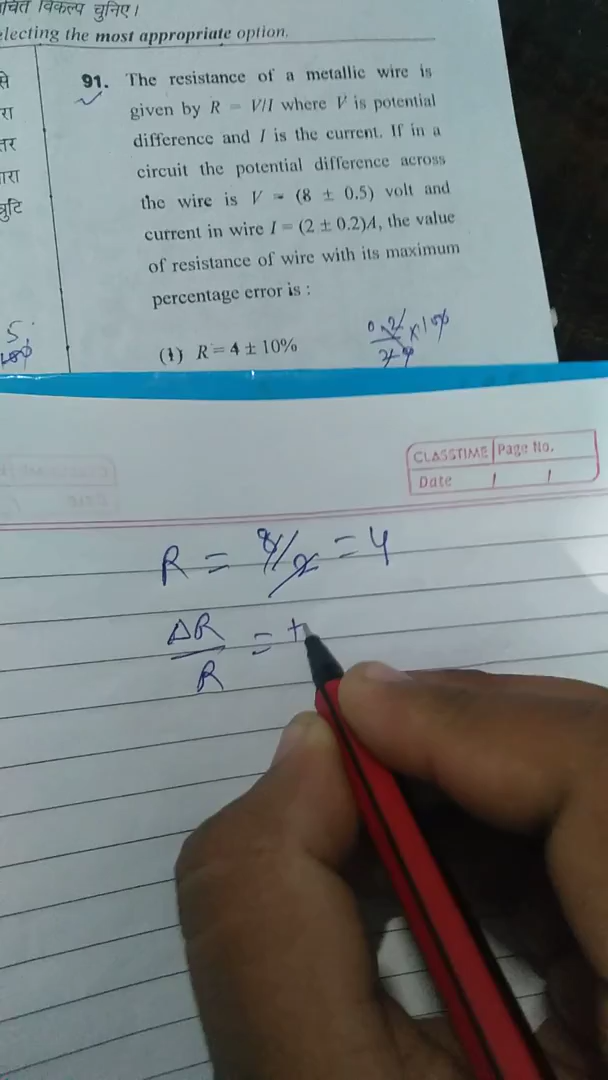 विकल्प चुनिए।
electing the most appropriate option.
91. The resistance of a metallic wire is
given by R = V/I where V is potential
difference and I is the current. If in a
circuit the potential difference across
the wire is V = (8 ± 0.5) volt and
current in wire I = (2 ± 0.2)A, the value
of resistance of wire with its maximum
percentage error is :
(1) R = 4 ± 10%
से
रा
तर
ारा
त्रुटि
5
CLASSTIME Page No.
Date / /
R = 8/2 = 4
ΔR/R = +